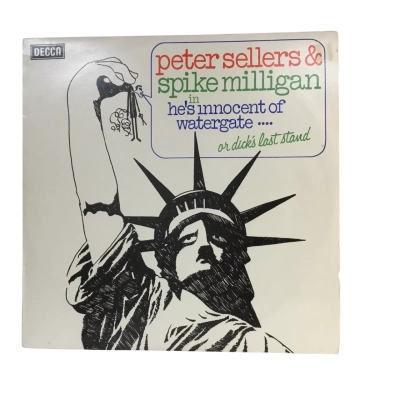 DECCA
peter sellers &
spike milligan
in
he's innocent of
watergate ....
or dick's last stand